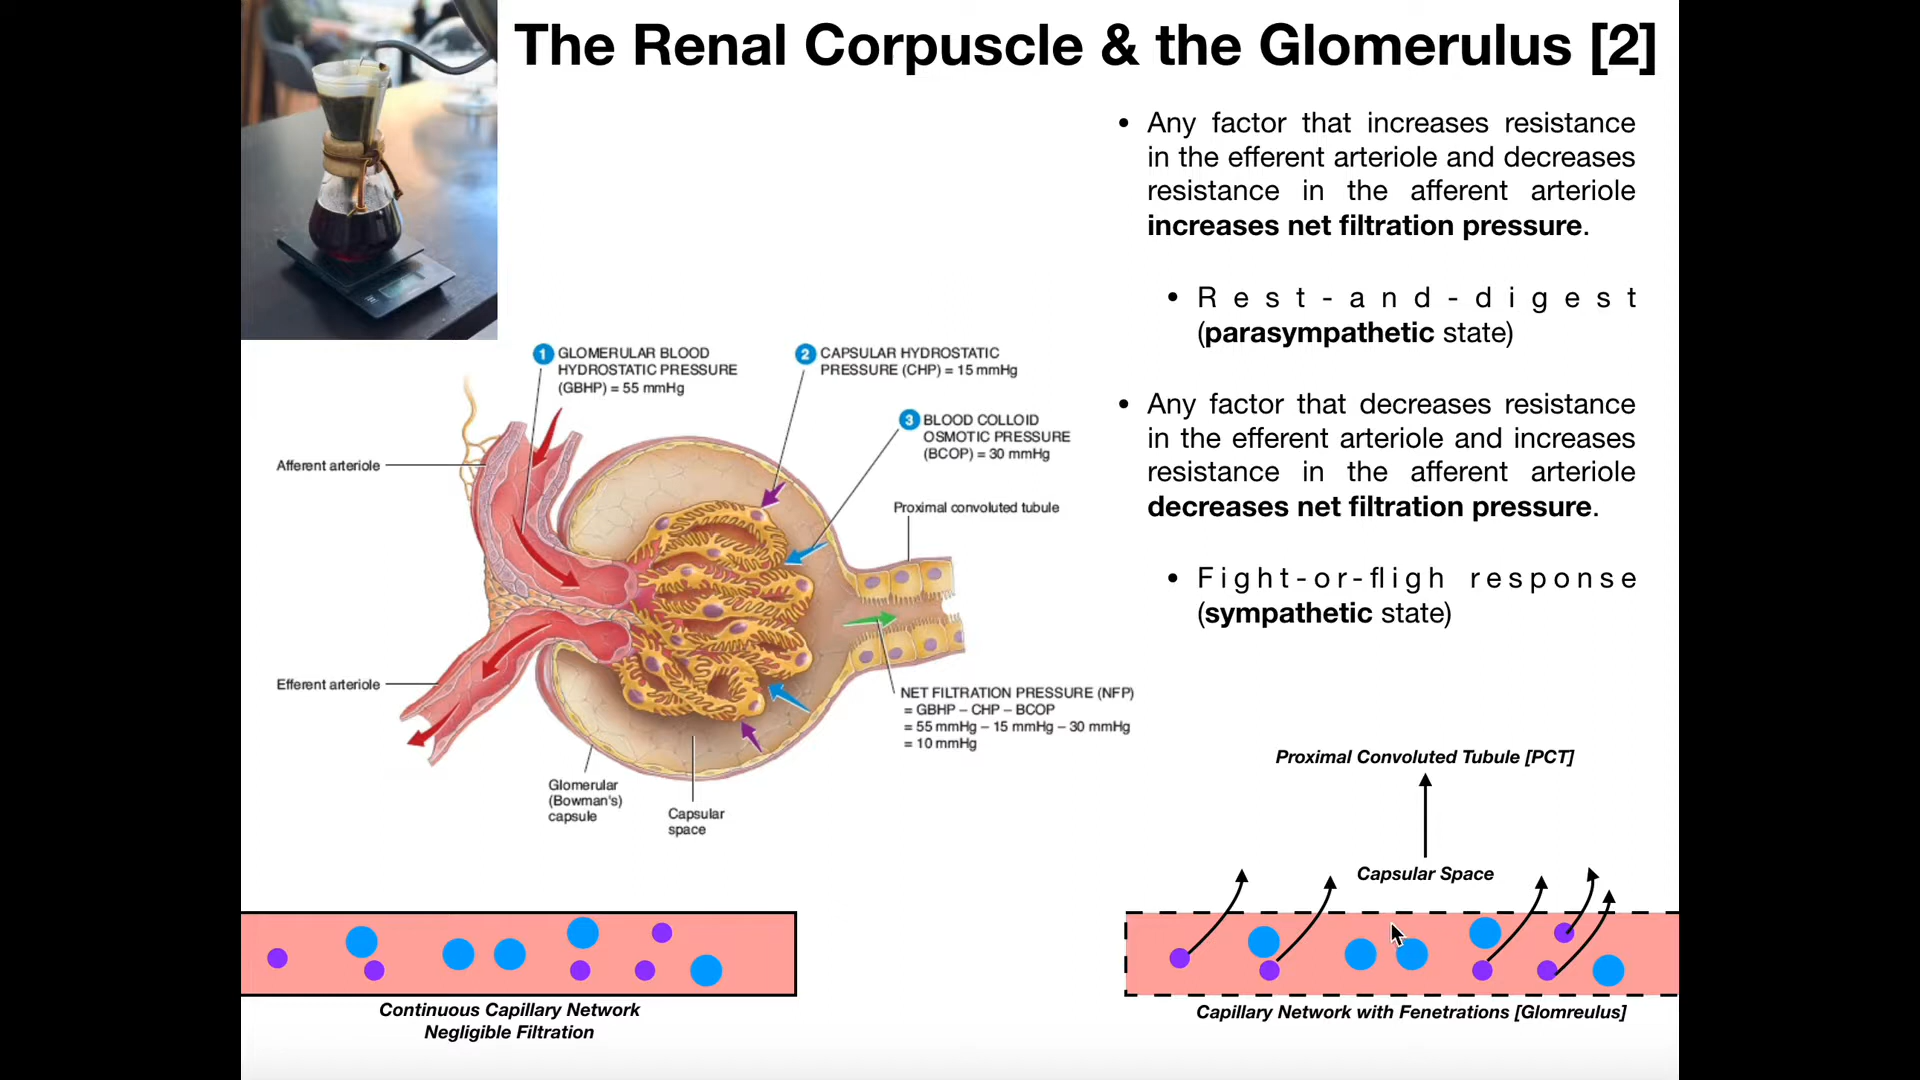 The Renal Corpuscle & the Glomerulus [2]
• Any factor that increases resistance
in the efferent arteriole and decreases
resistance in the afferent arteriole
increases net filtration pressure.
• Rest-and-digest
(parasympathetic state)
• Any factor that decreases resistance
in the efferent arteriole and increases
resistance in the afferent arteriole
decreases net filtration pressure.
• Fight-or-fligh response
(sympathetic state)
1 GLOMERULAR BLOOD
HYDROSTATIC PRESSURE
(GBHP) = 55 mmHg
2 CAPSULAR HYDROSTATIC
PRESSURE (CHP) = 15 mmHg
3 BLOOD COLLOID
OSMOTIC PRESSURE
(BCOP) = 30 mmHg
Afferent arteriole
Proximal convoluted tubule
Efferent arteriole
NET FILTRATION PRESSURE (NFP)
= GBHP – CHP – BCOP
= 55 mmHg – 15 mmHg – 30 mmHg
= 10 mmHg
Glomerular
(Bowman's)
capsule
Capsular
space
Proximal Convoluted Tubule [PCT]
Capsular Space
Continuous Capillary Network
Negligible Filtration
Capillary Network with Fenetrations [Glomreulus]